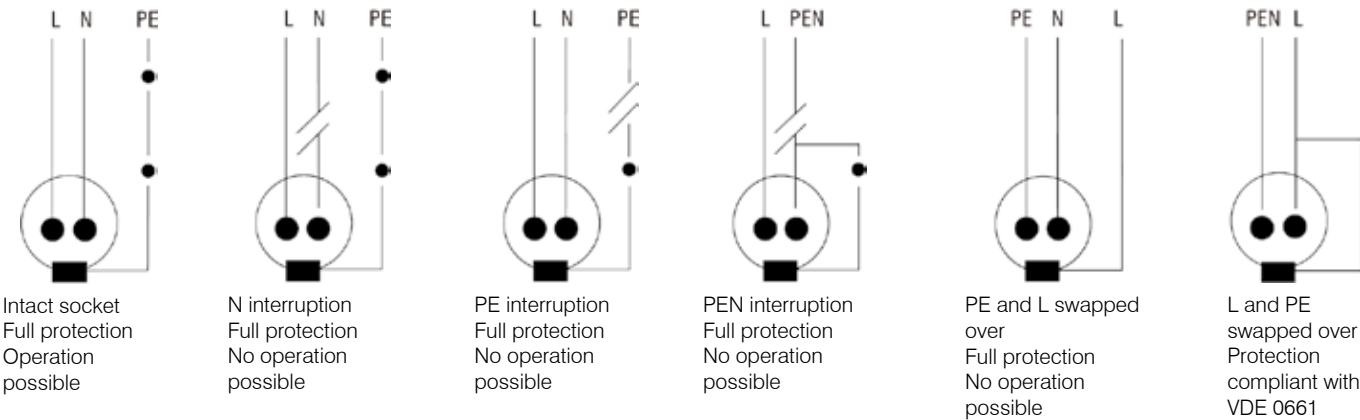 L N PE
Intact socket
Full protection
Operation
possible
L N PE
N interruption
Full protection
No operation
possible
L N PE
PE interruption
Full protection
No operation
possible
L PEN
PEN interruption
Full protection
No operation
possible
PE N L
PE and L swapped
over
Full protection
No operation
possible
PEN L
L and PE
swapped over
Protection
compliant with
VDE 0661